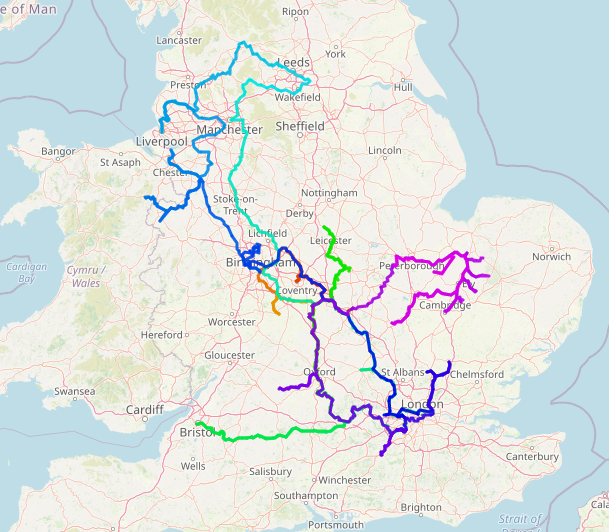 e of Man
Ripon
Lancaster
York
Leeds
Preston
Hull
Wakefield
Manchester
Sheffield
Bangor
Liverpool
St Asaph
Lincoln
Chester
Stoke-on-
Trent
Nottingham
Derby
Lichfield
Leicester
Norwich
Cardigan
Bay
Cymru /
Wales
Birmingham
Peterborough
Ely
Coventry
Cambridge
Worcester
Hereford
Gloucester
Swansea
Oxford
St Albans
Chelmsford
Cardiff
London
Bristol
Canterbury
Wells
Salisbury
Winchester
Southampton
Brighton
Portsmouth
Strait of